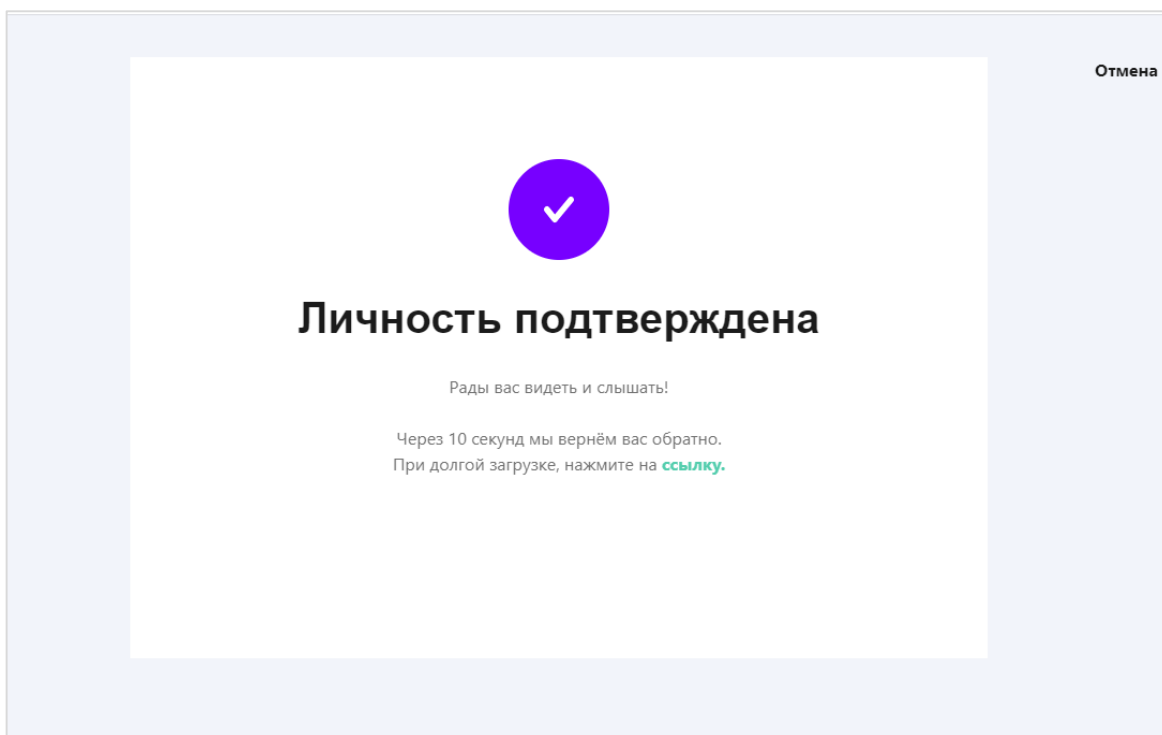 Отмена
Личность подтверждена
Рады вас видеть и слышать!
Через 10 секунд мы вернём вас обратно.
При долгой загрузке, нажмите на ссылку.